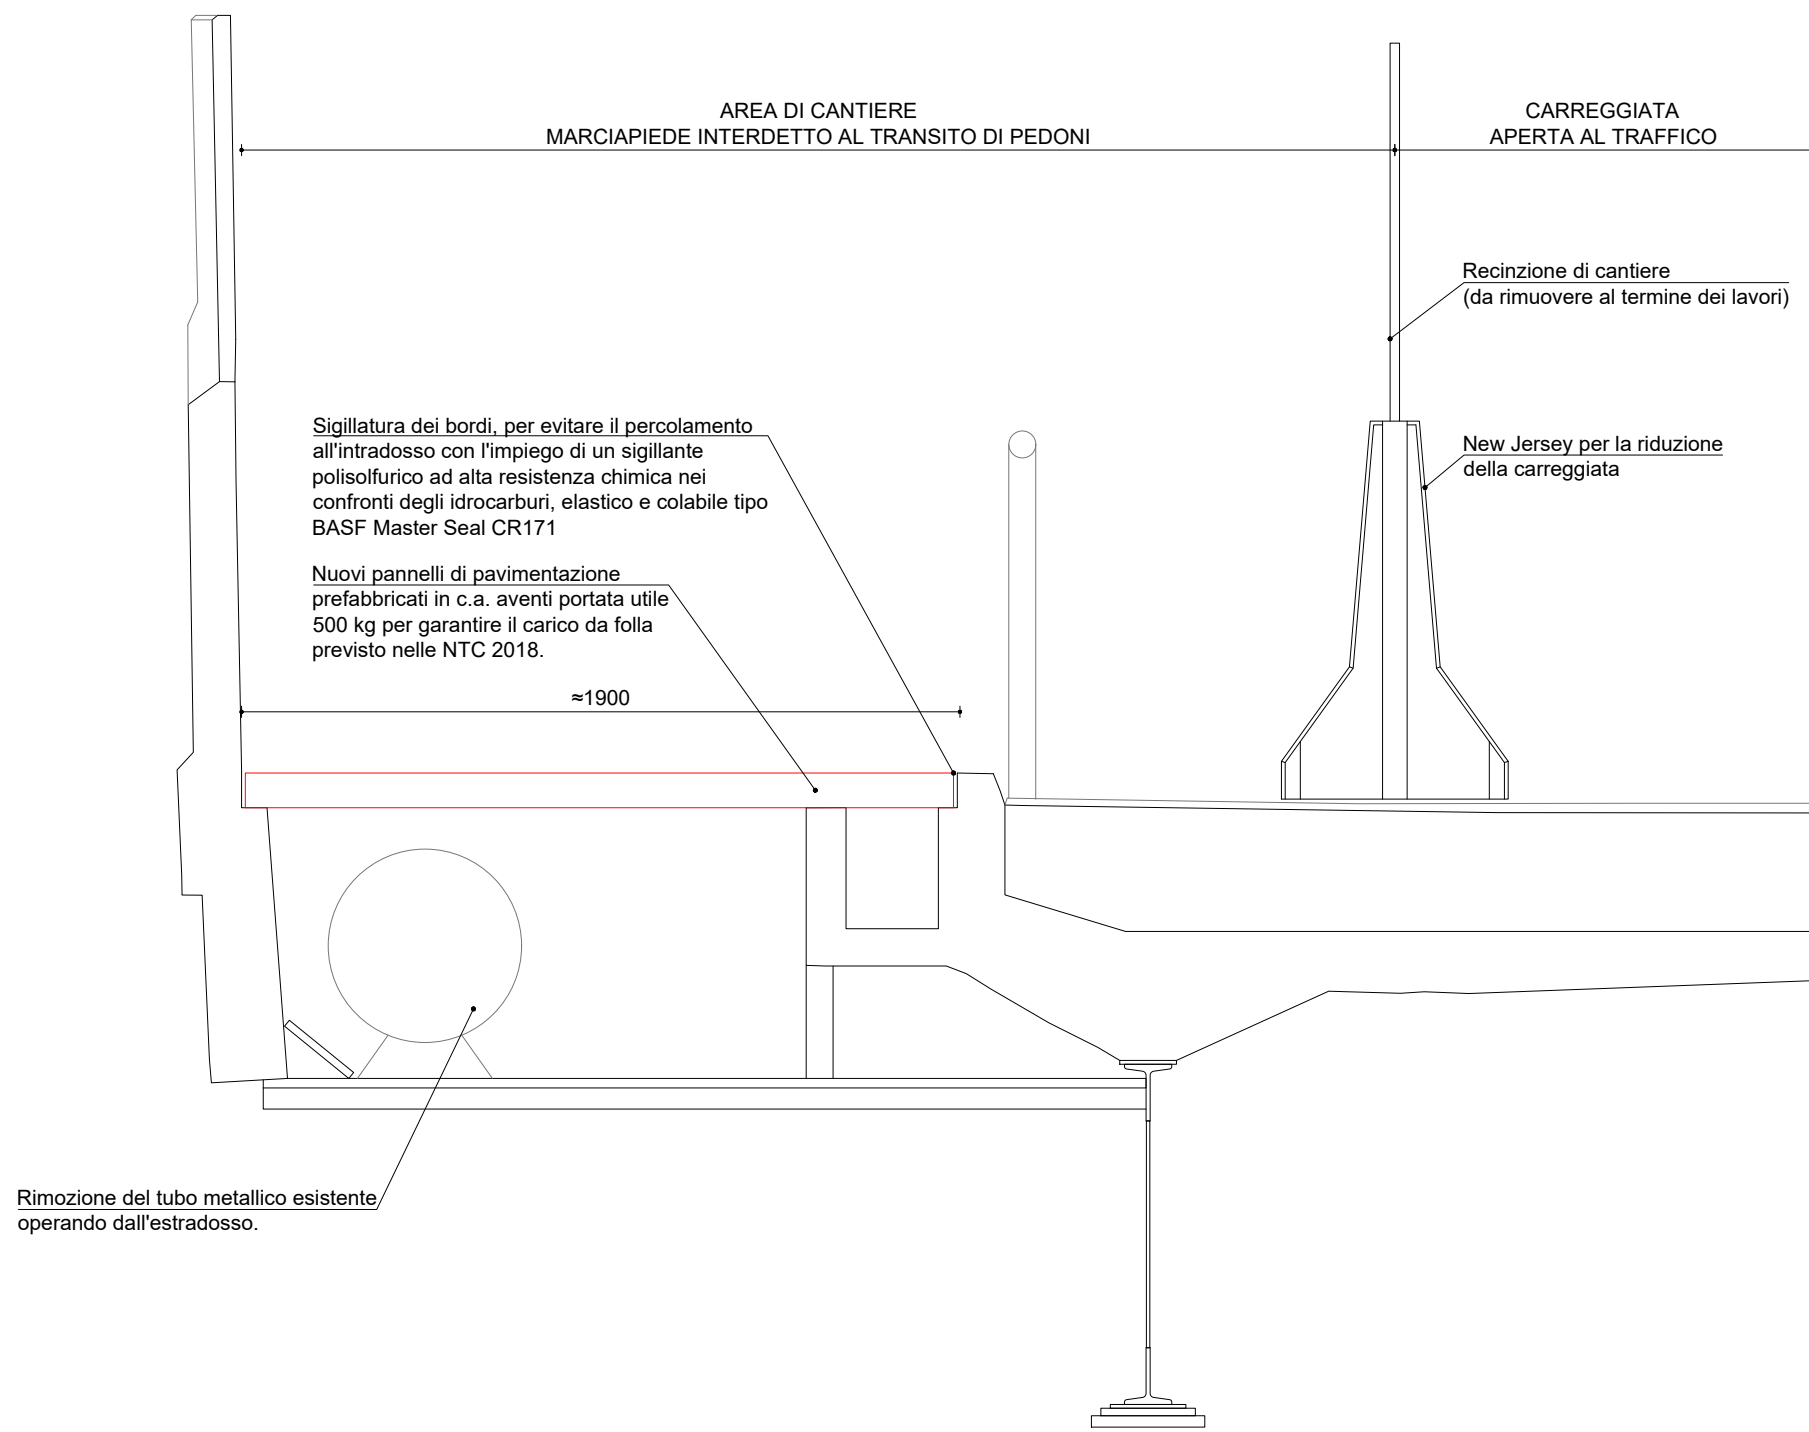 AREA DI CANTIERE
MARCIAPIEDE INTERDETTO AL TRANSITO DI PEDONI
CARREGGIATA
APERTA AL TRAFFICO
Recinzione di cantiere
(da rimuovere al termine dei lavori)
Sigillatura dei bordi, per evitare il percolamento
all'intradosso con l'impiego di un sigillante
polisolfurico ad alta resistenza chimica nei
confronti degli idrocarburi, elastico e colabile tipo
BASF Master Seal CR171
New Jersey per la riduzione
della carreggiata
Nuovi pannelli di pavimentazione
prefabbricati in c.a. aventi portata utile
500 kg per garantire il carico da folla
previsto nelle NTC 2018.
≈1900
Rimozione del tubo metallico esistente
operando dall'estradosso.